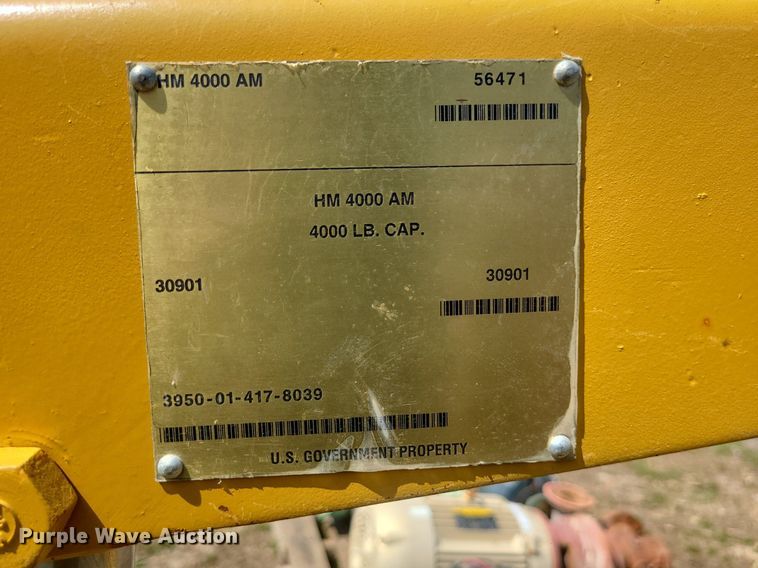 HM 4000 AM 56471
HM 4000 AM
4000 LB. CAP.
30901 30901
3950-01-417-8039
U.S. GOVERNMENT PROPERTY
Purple Wave Auction